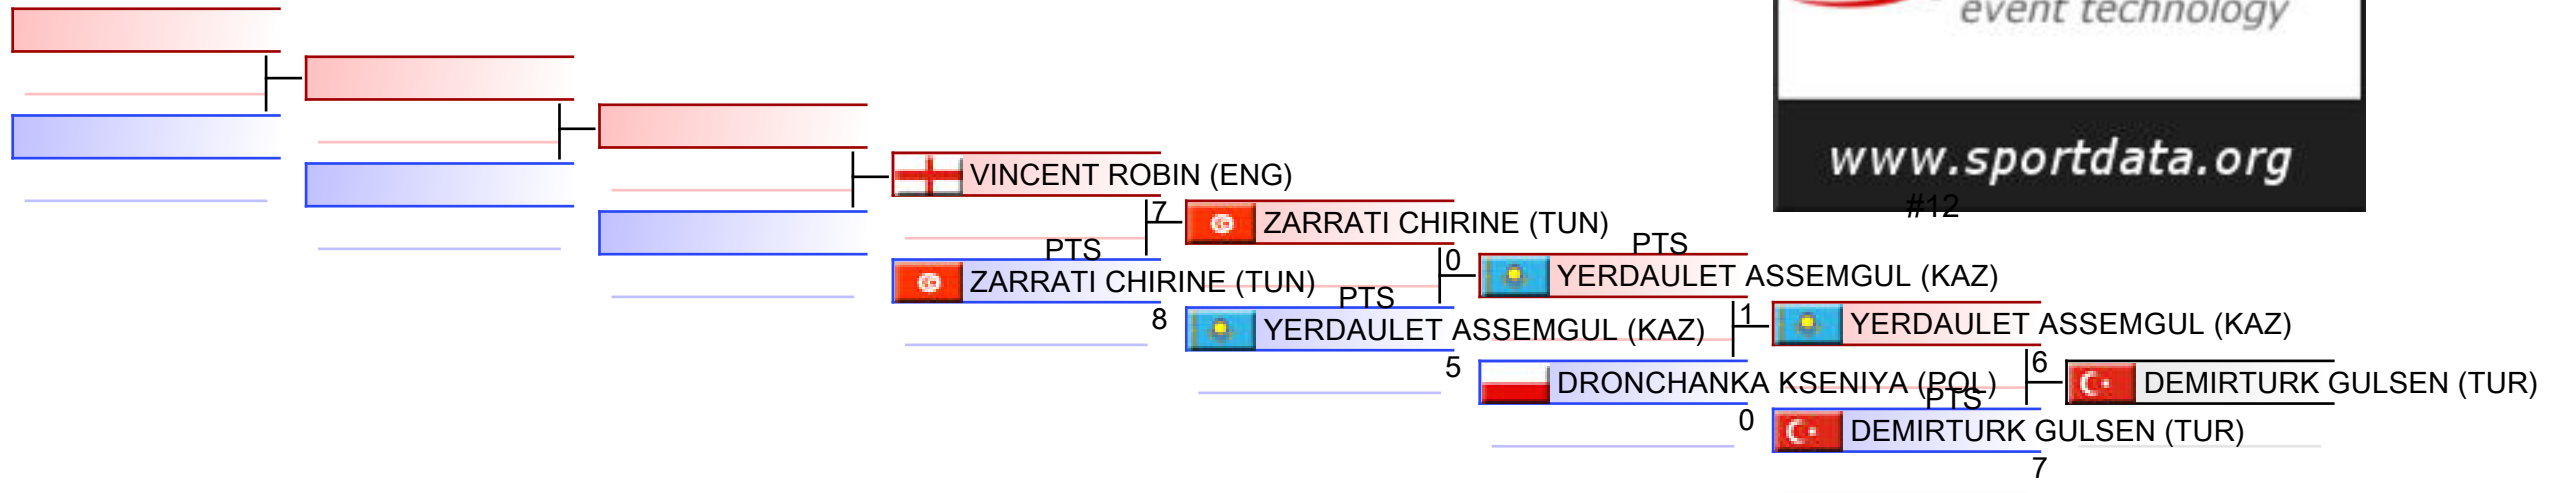 event technology
www.sportdata.org
#12
VINCENT ROBIN (ENG)
7
ZARRATI CHIRINE (TUN)
PTS
PTS
0
ZARRATI CHIRINE (TUN)
YERDAULET ASSEMGUL (KAZ)
PTS
8
YERDAULET ASSEMGUL (KAZ)
1
YERDAULET ASSEMGUL (KAZ)
5
6
DRONCHANKA KSENIYA (POL)
DEMIRTURK GULSEN (TUR)
PTS
0
DEMIRTURK GULSEN (TUR)
7